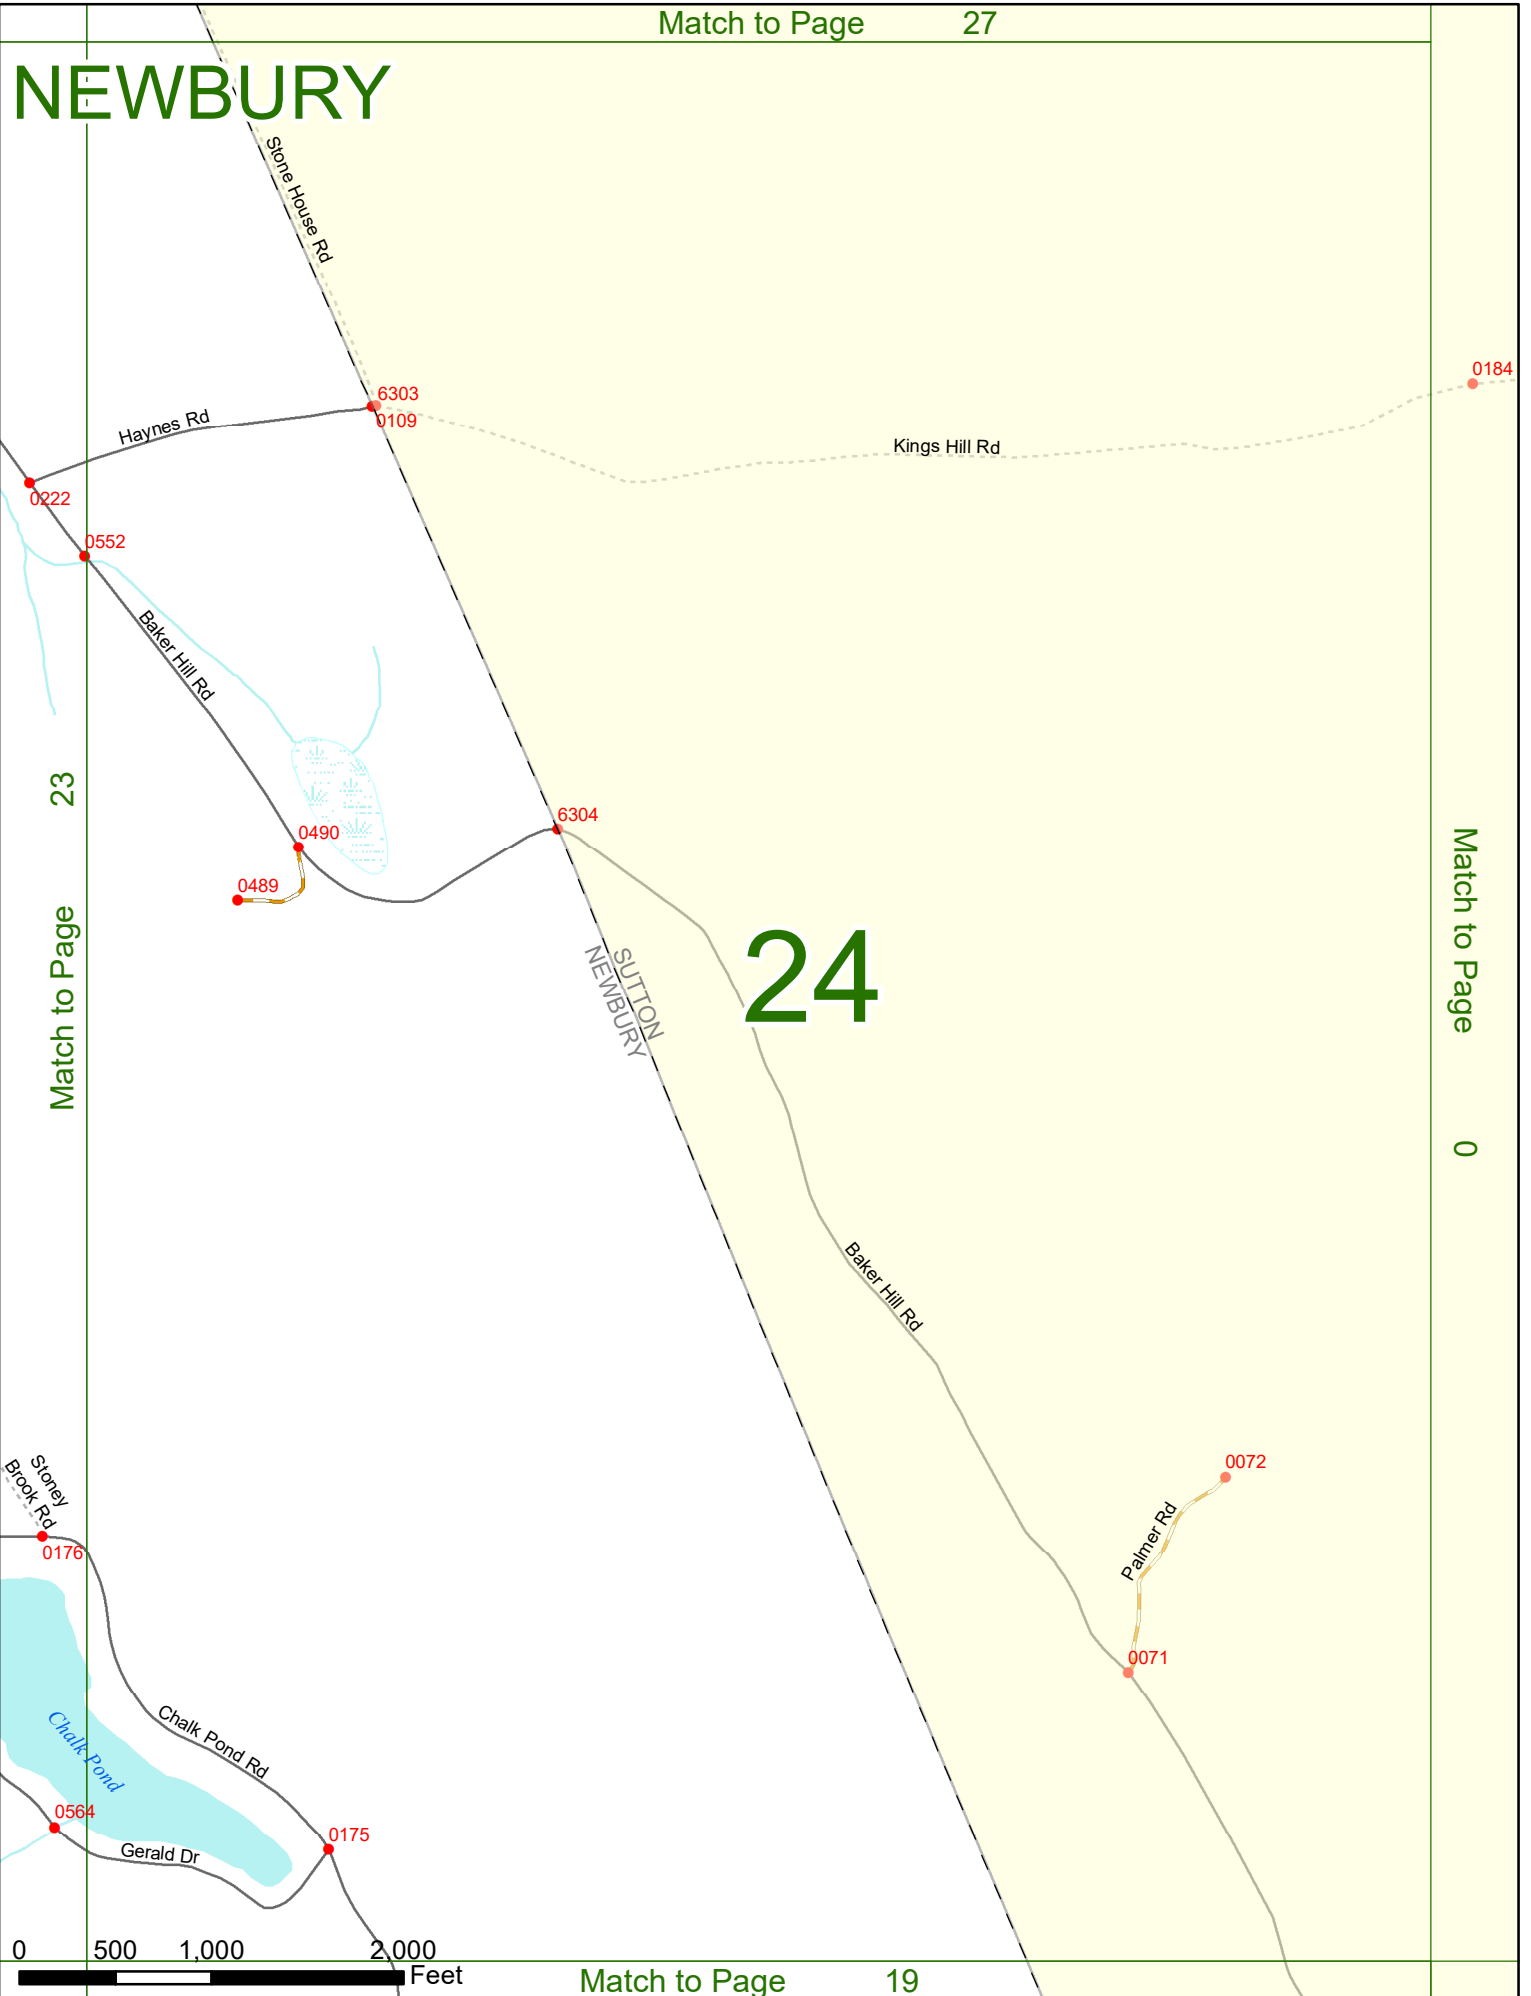 Match to Page 27
NEWBURY
Stone House Rd
0184
6303
0109
Haynes Rd
Kings Hill Rd
0222
0552
Baker Hill Rd
Match to Page 23
6304
0490
0489
SUTTON
NEWBURY
24
Match to Page 0
Baker Hill Rd
Stoney
Brook Rd
0176
0072
Palmer Rd
0071
Chalk Pond
Chalk Pond Rd
0564
0175
Gerald Dr
0 500 1,000 2,000
Feet
Match to Page 19